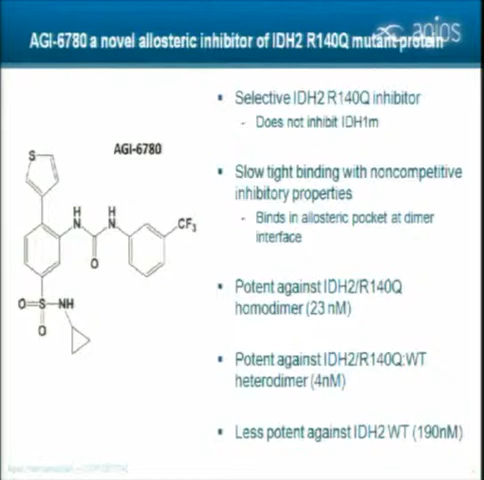 agios
AGI-6780 a novel allosteric inhibitor of IDH2 R140Q mutant protein
AGI-6780
S
H
N
H
N
CF3
O
O=S-NH
O
▪ Selective IDH2 R140Q inhibitor
- Does not inhibit IDH1m
▪ Slow tight binding with noncompetitive
inhibitory properties
- Binds in allosteric pocket at dimer
interface
▪ Potent against IDH2/R140Q
homodimer (23 nM)
▪ Potent against IDH2/R140Q:WT
heterodimer (4nM)
▪ Less potent against IDH2 WT (190nM)